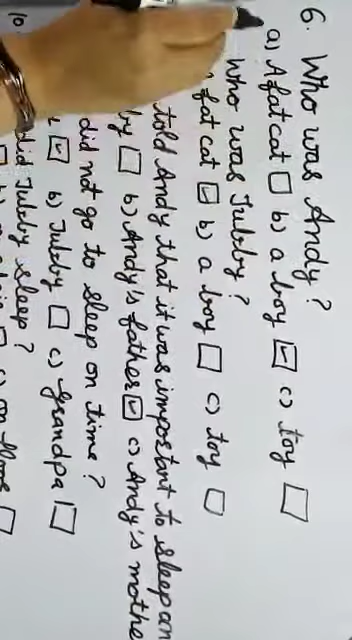 6. Who was Andy?
a) A fat cat b) a boy c) toy
Who was Tubby?
fat cat b) a boy c) toy
told Andy that it was important to sleep on
b) Andy's father c) Andy's mothe
did not go to sleep on time?
b) Tubby c) Grandpa
did Tubby sleep?
10.